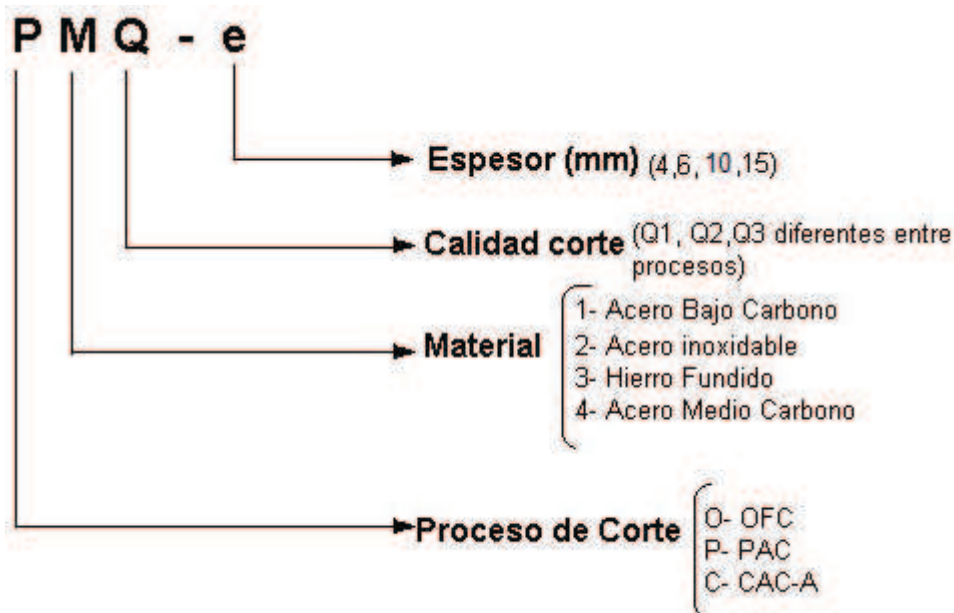 P M Q - e
Espesor (mm) (4,6, 10,15)
Calidad corte (Q1, Q2,Q3 diferentes entre
procesos)
Material
1- Acero Bajo Carbono
2- Acero inoxidable
3- Hierro Fundido
4- Acero Medio Carbono
Proceso de Corte
O- OFC
P- PAC
C- CAC-A